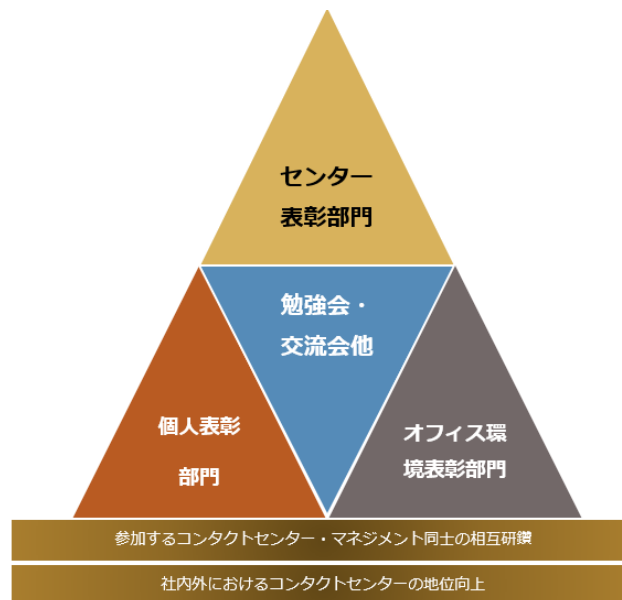 センター
表彰部門
勉強会・
交流会他
個人表彰
部門
オフィス環
境表彰部門
参加するコンタクトセンター・マネジメント同士の相互研鑽
社内外におけるコンタクトセンターの地位向上